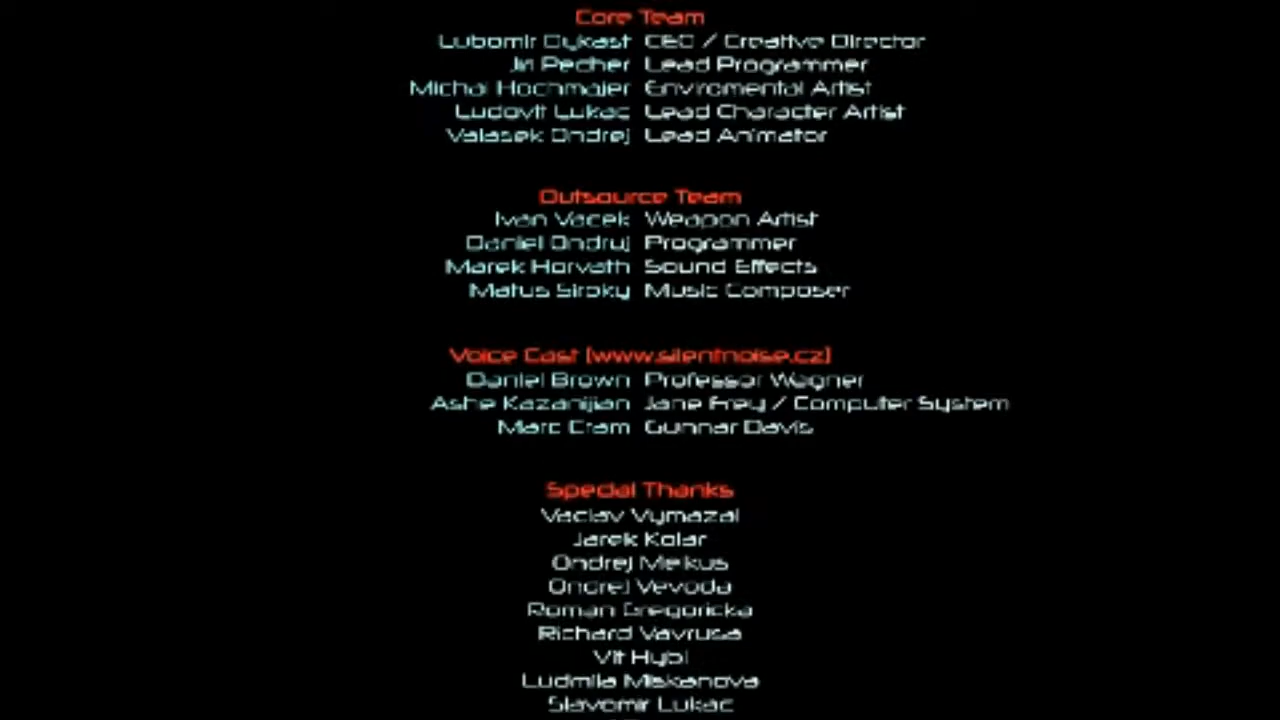 Core Team
Lubomir Dykast CEO / Creative Director
Jiri Pecher Lead Programmer
Michal Hochmajer Enviromental Artist
Ludovit Lukac Lead Character Artist
Valasek Ondrej Lead Animator
Outsource Team
Ivan Vacek Weapon Artist
Daniel Ondruj Programmer
Marek Horvath Sound Effects
Matus Siroky Music Composer
Voice Cast (www.silentnoise.cz)
Daniel Brown Professor Wagner
Ashe Kazanijian Jane Frey / Computer System
Marc Cram Gunnar Davis
Special Thanks
Vaclav Vymazal
Jarek Kolar
Ondrej Melkus
Ondrej Vevoda
Roman Gregoricka
Richard Vavrusa
Vit Hybl
Ludmila Miskanova
Slavomir Lukac